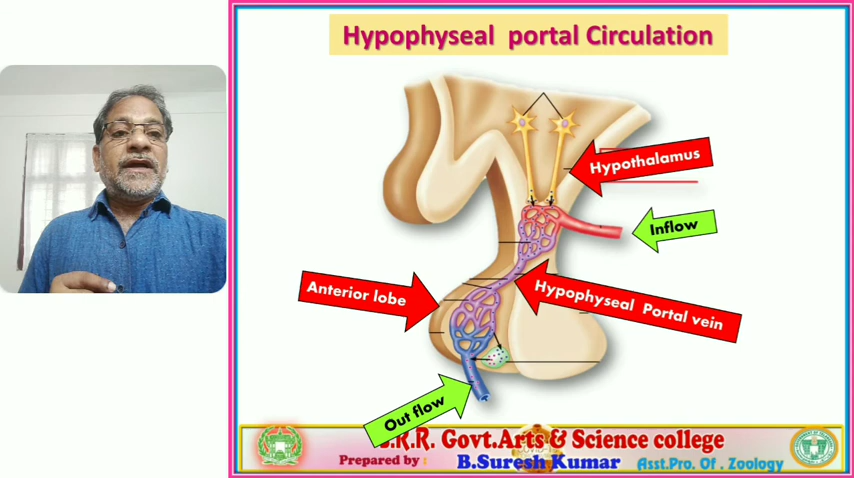 Hypophyseal portal Circulation
Hypothalamus
Inflow
Anterior lobe
Hypophyseal Portal vein
Out flow
.R.R. Govt.Arts & Science college
Prepared by :
B.Suresh Kumar
Asst.Pro. Of . Zoology